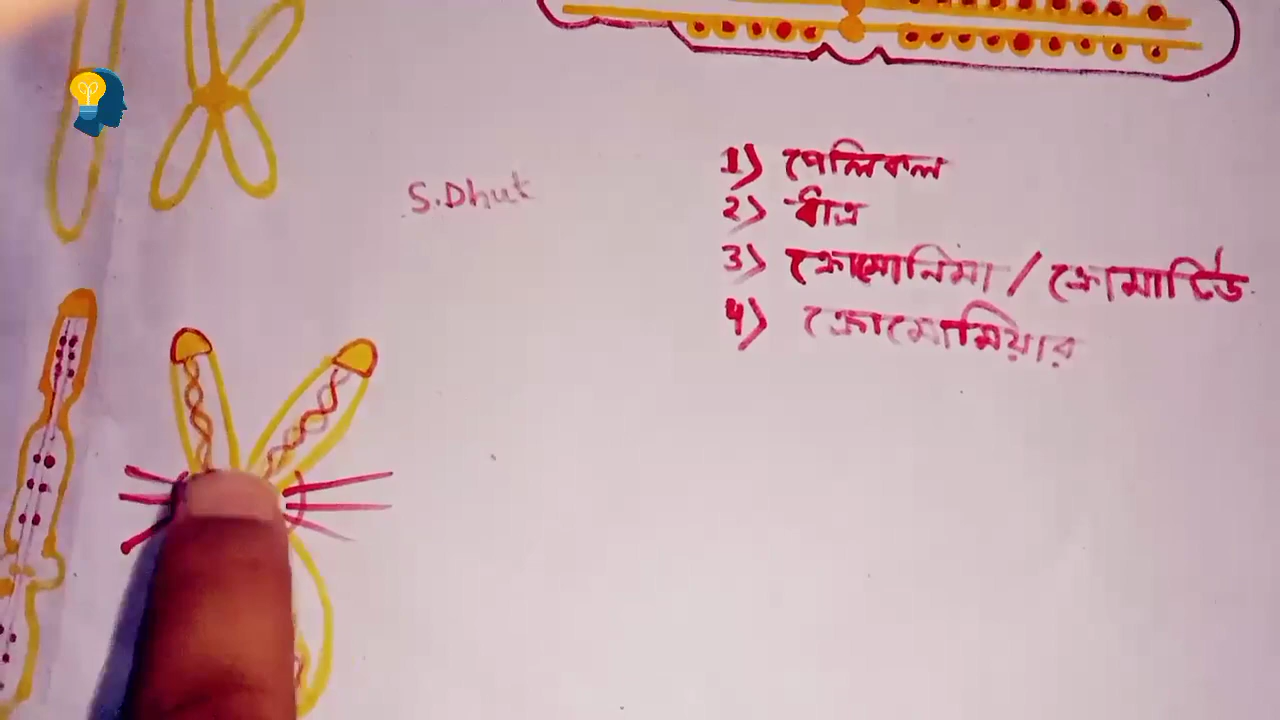 S.Dhut
1) পেলিকল
2) ধাত্র
3) ক্রোমোনিমা / ক্রোমাটিড
4) ক্রোমোমিয়ার